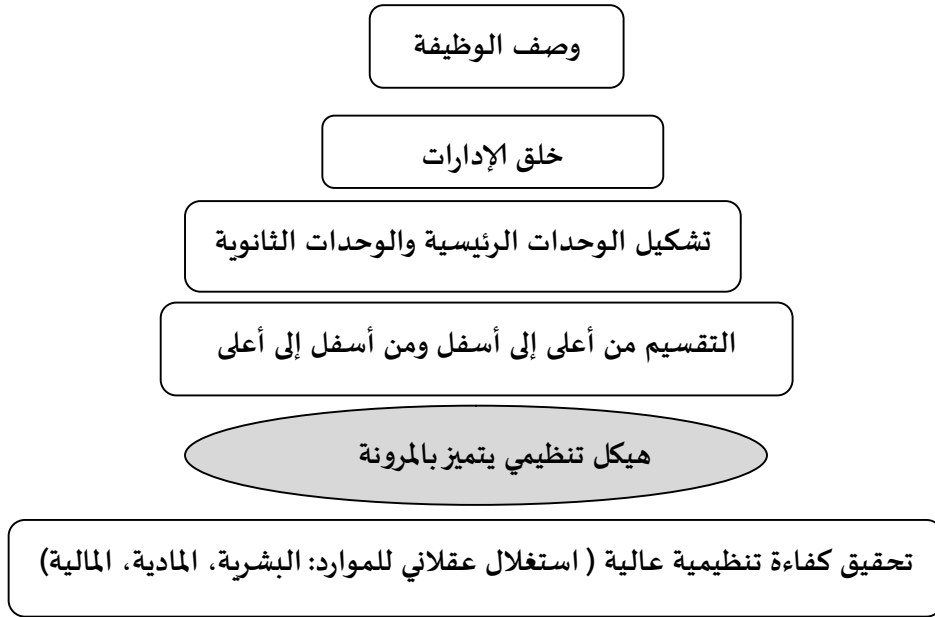 وصف الوظيفة
خلق الإدارات
تشكيل الوحدات الرئيسية والوحدات الثانوية
التقسيم من أعلى إلى أسفل ومن أسفل إلى أعلى
هيكل تنظيمي يتميز بالمرونة
تحقيق كفاءة تنظيمية عالية ( استغلال عقلاني للموارد: البشرية، المادية، المالية)